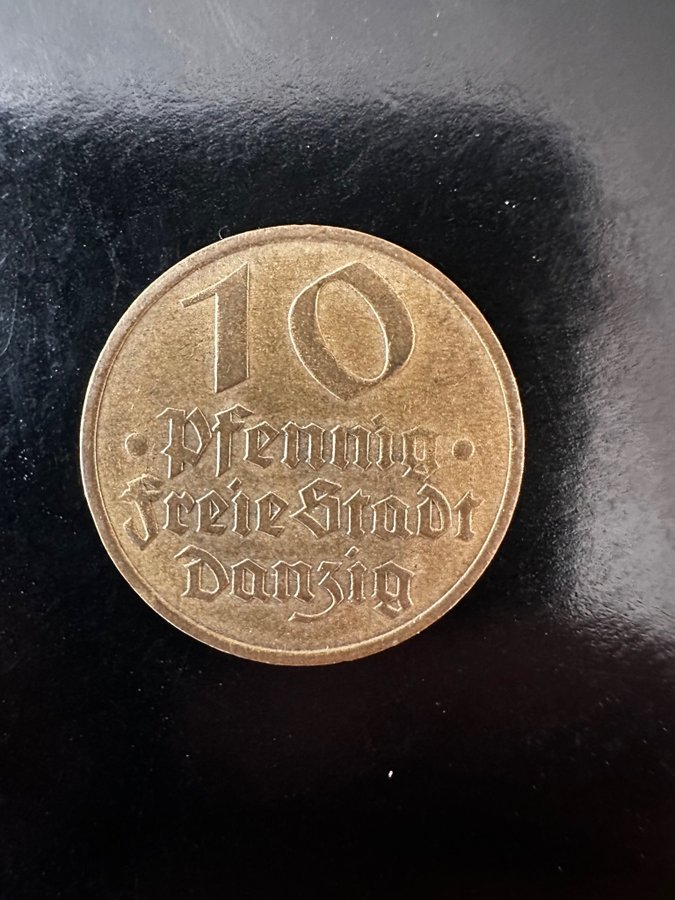 10
• Pfennig •
Freie Stadt
Danzig